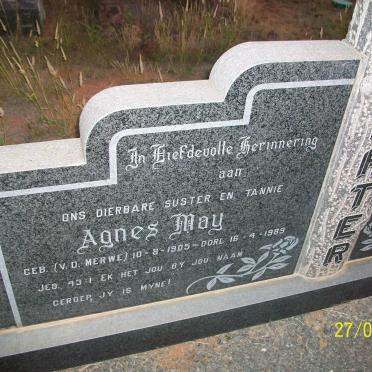 In Liefdevolle Herinnering
aan
ONS DIERBARE SUSTER EN TANNIE
Agnes May
GEB. (V.D. MERWE) 10-8-1905 - OORL 16-4-1989
JES. 43:1 EK HET JOU BY JOU NAAM
GEROEP, JY IS MYNE!
TER
27/0